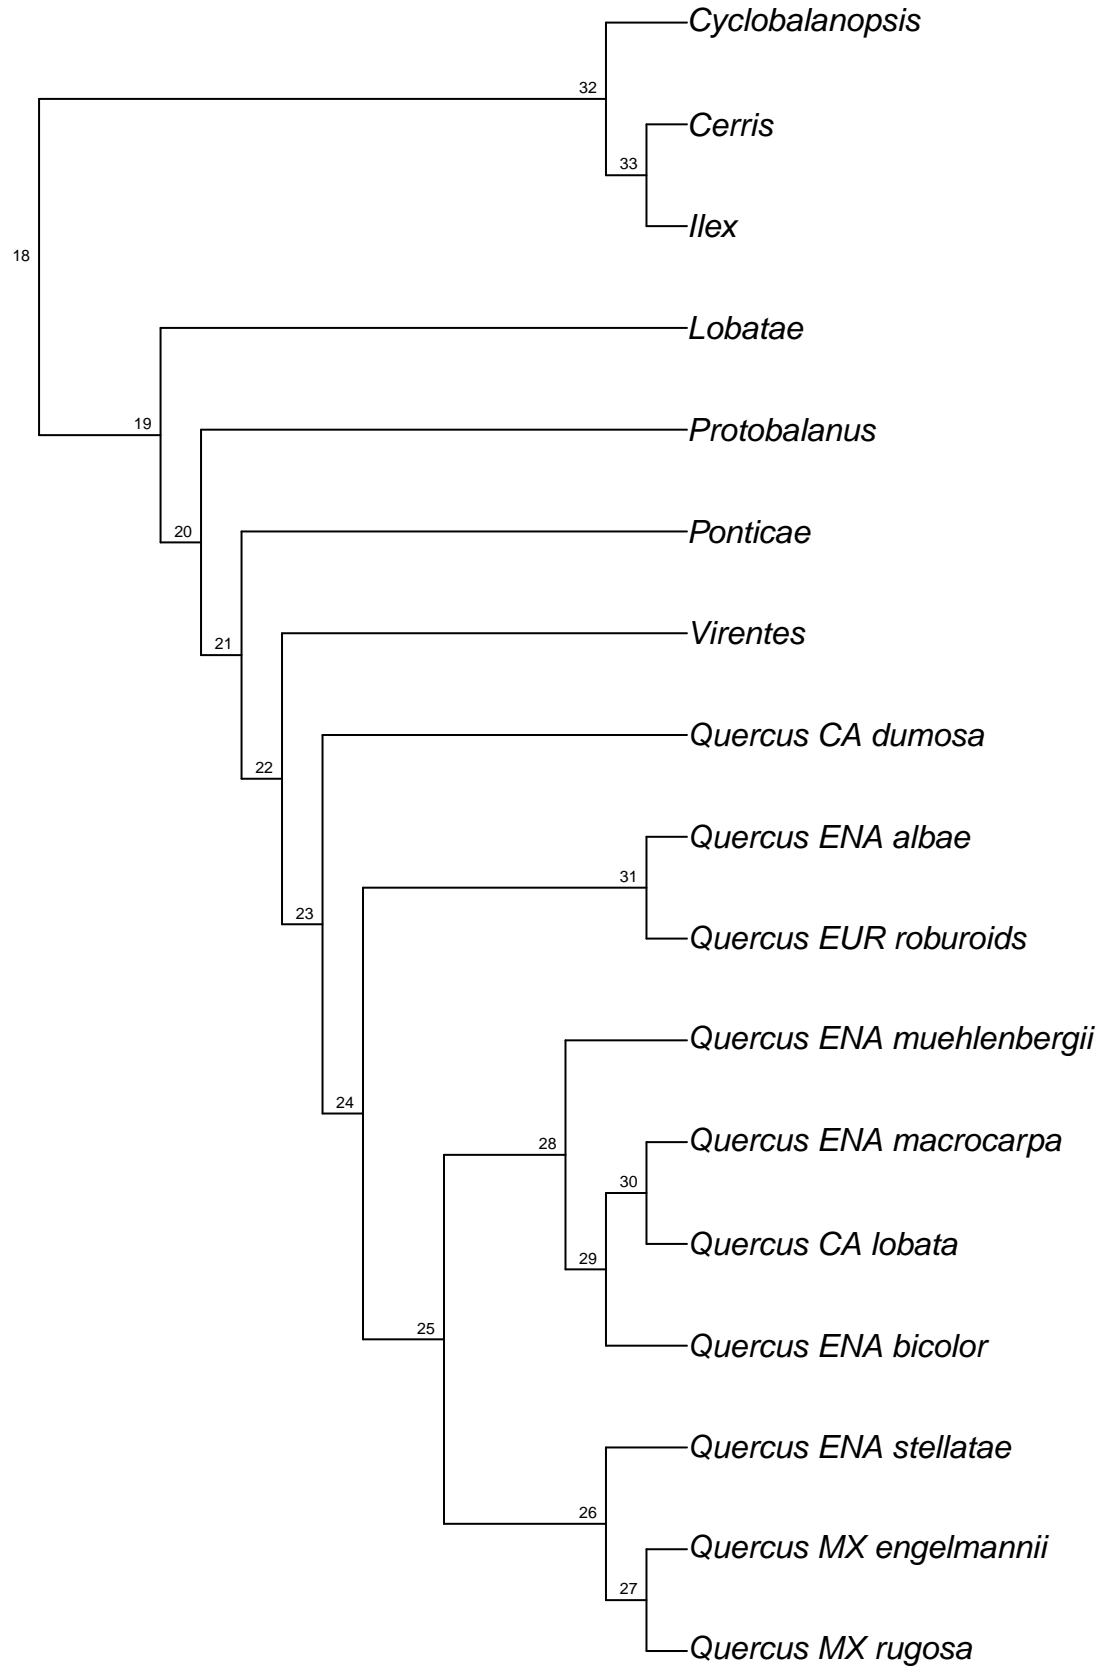 Cyclobalanopsis
32
Cerris
33
Ilex
18
Lobatae
19
Protobalanus
20
Ponticae
21
Virentes
22
Quercus CA dumosa
Quercus ENA albae
31
23
Quercus EUR roburoids
Quercus ENA muehlenbergii
24
28
Quercus ENA macrocarpa
30
Quercus CA lobata
29
25
Quercus ENA bicolor
Quercus ENA stellatae
26
Quercus MX engelmannii
27
Quercus MX rugosa